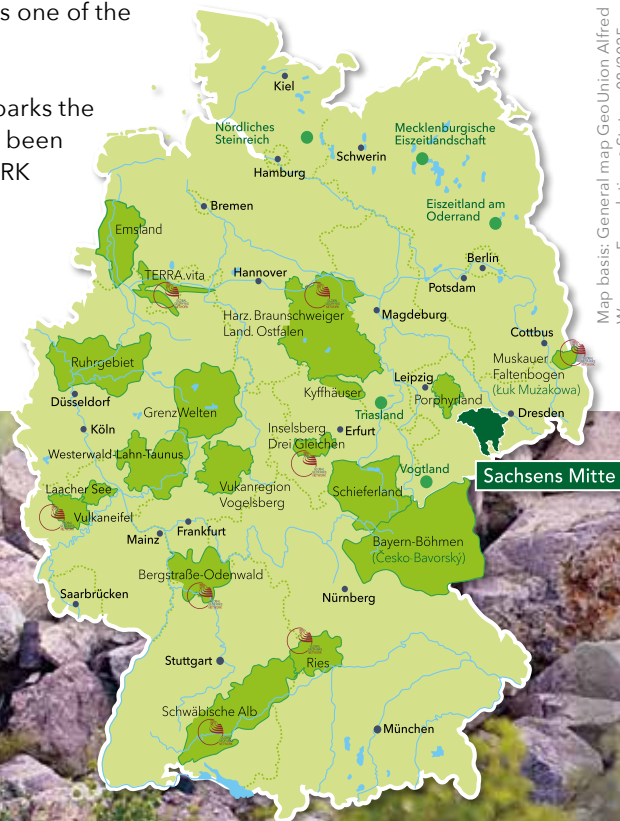 s one of the
parks the
been
RK
Kiel
Nördliches
Steinreich
Mecklenburgische
Eiszeitlandschaft
Schwerin
Hamburg
Eiszeitland am
Oderrand
Bremen
Emsland
Berlin
TERRA.vita
Hannover
Potsdam
Harz. Braunschweiger
Land. Ostfalen
Magdeburg
Cottbus
Muskauer
Faltenbogen
(Łuk Mużakowa)
Ruhrgebiet
Leipzig
Kyffhäuser
Porphyrland
Düsseldorf
GrenzWelten
Triasland
Dresden
Köln
Inselsberg
Drei Gleichen
Erfurt
Westerwald-Lahn-Taunus
Vogtland
Sachsens Mitte
Laacher See
Vulkanregion
Vogelsberg
Schieferland
Vulkaneifel
Frankfurt
Mainz
Bayern-Böhmen
(Česko Bavorský)
Bergstraße-Odenwald
Saarbrücken
Nürnberg
Stuttgart
Ries
Schwäbische Alb
München
Map basis: General map GeoUnion Alfred